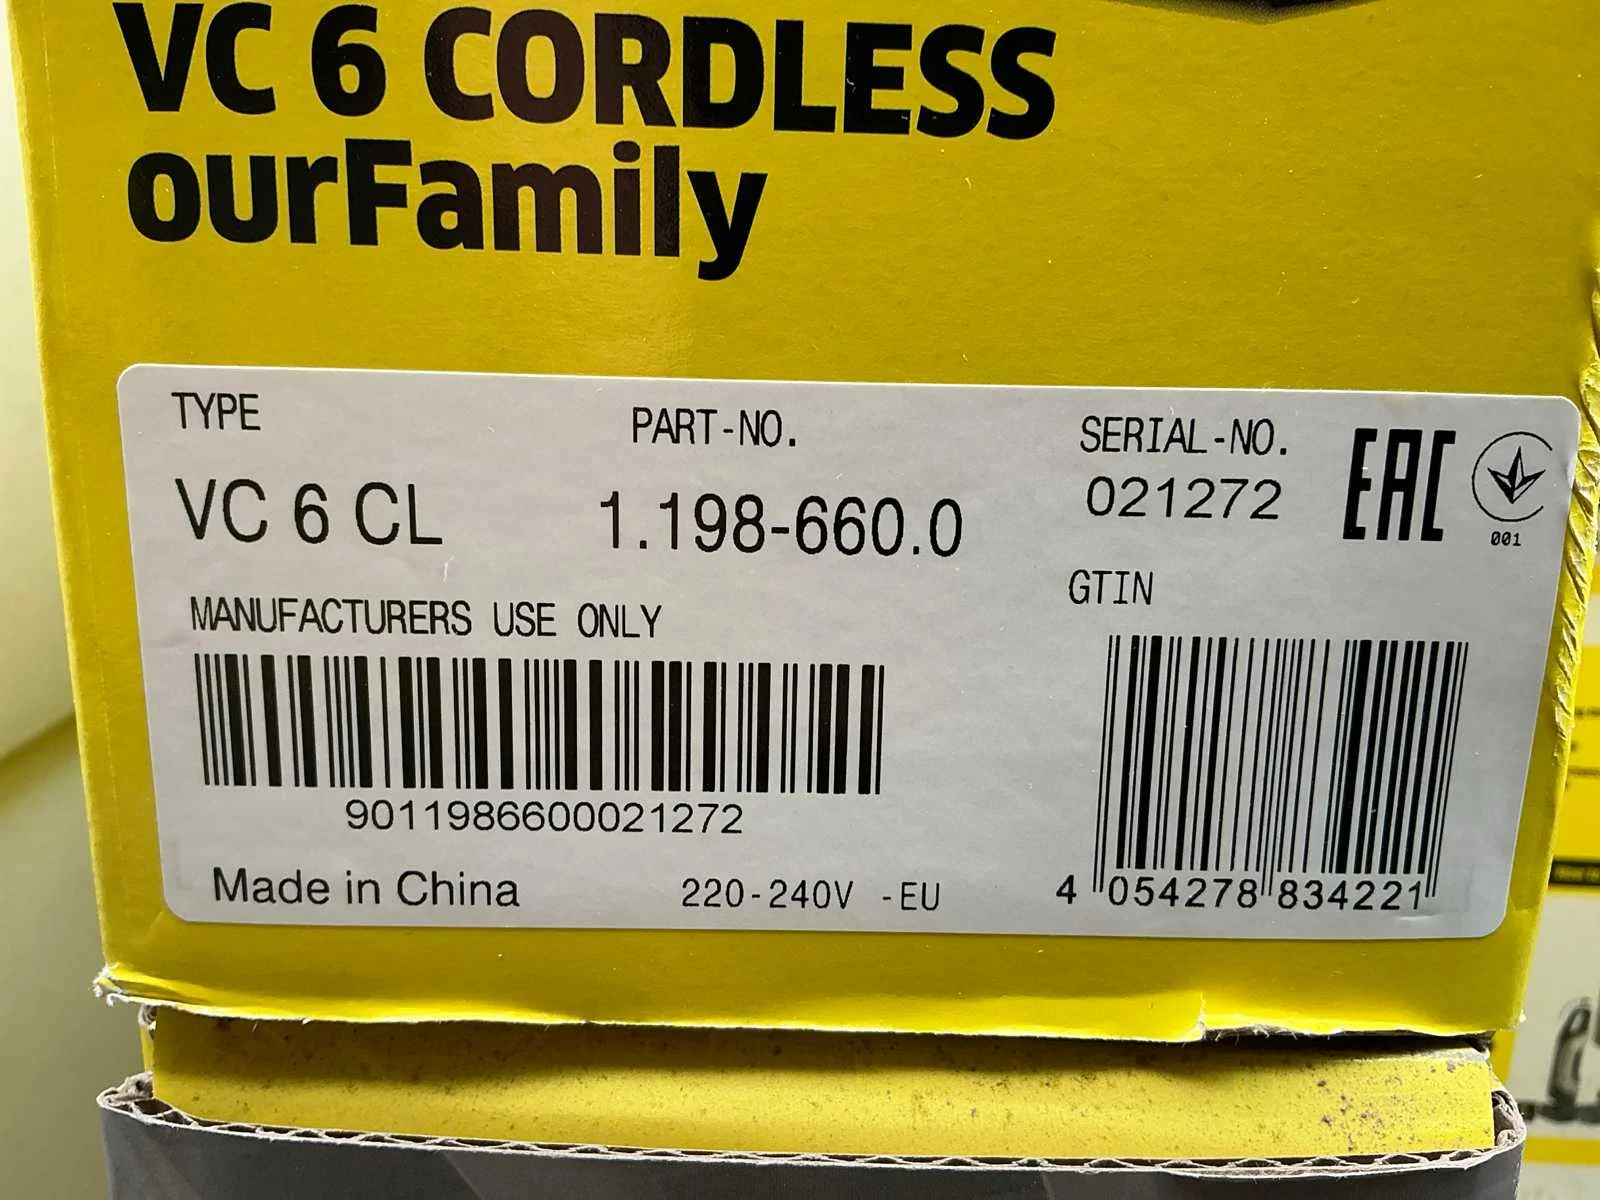 VC 6 CORDLESS
ourFamily
TYPE
PART-NO.
SERIAL-NO.
VC 6 CL
1.198-660.0
021272
EAC
001
MANUFACTURERS USE ONLY
GTIN
9011986600021272
Made in China
220-240V -EU
4 054278 834221